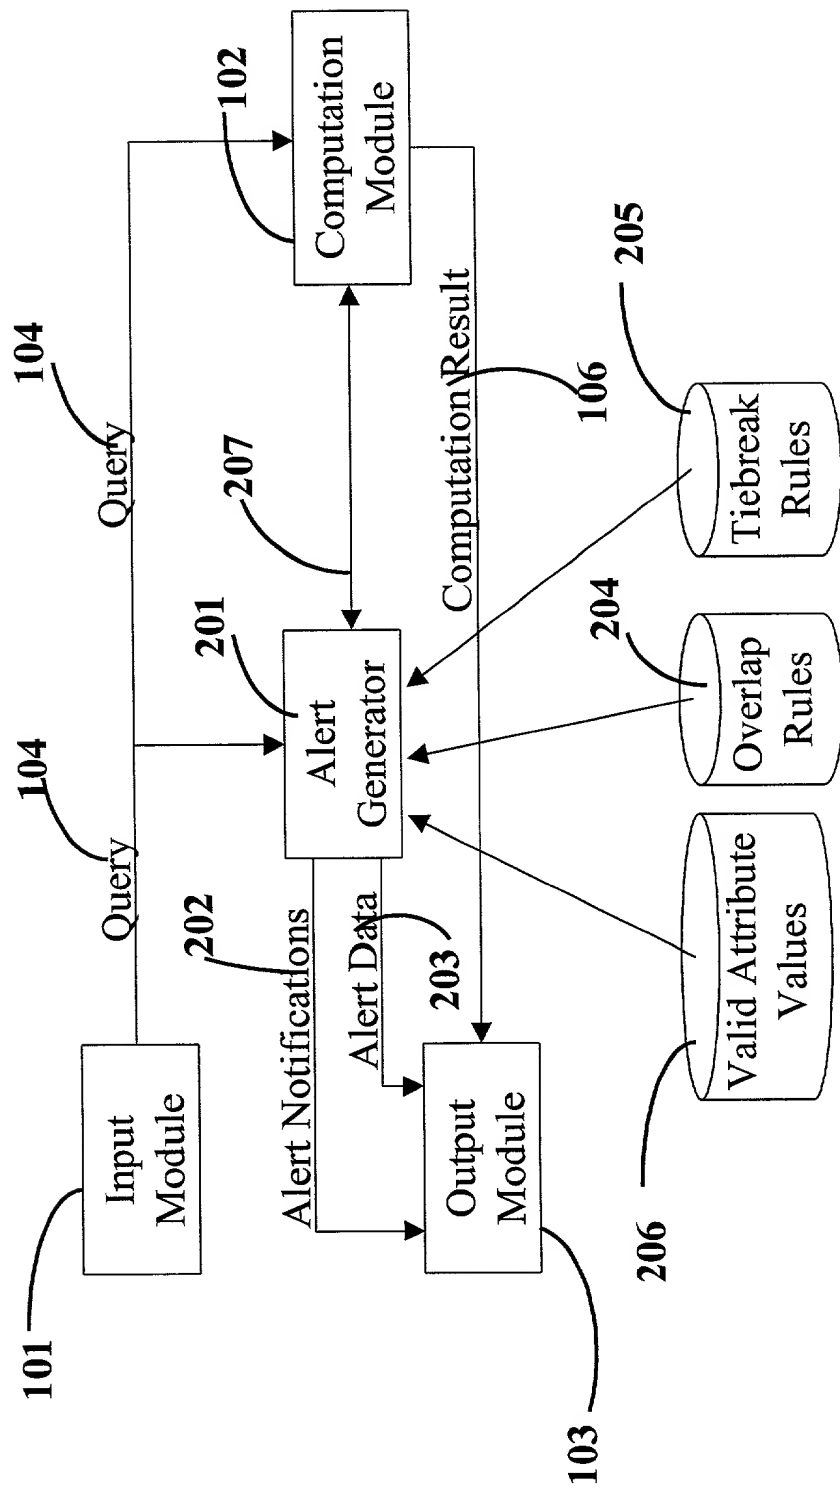 101
Input
Module
104
Query
104
Query
102
Computation
Module
201
Alert
Generator
207
202
Alert Notifications
Alert Data
203
Computation Result
106
Output
Module
103
206
Valid Attribute
Values
204
Overlap
Rules
205
Tiebreak
Rules